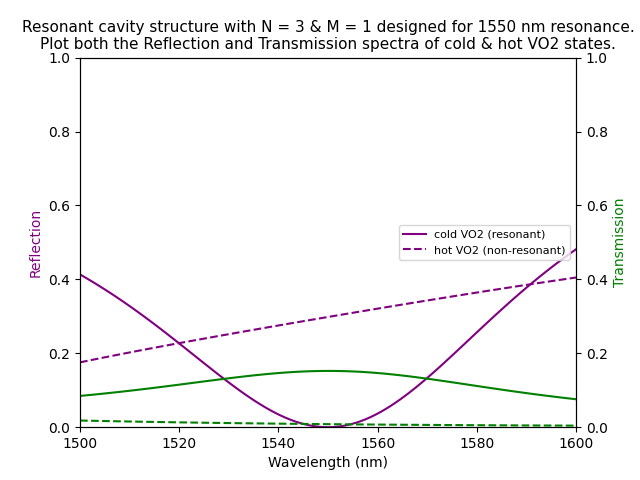 Resonant cavity structure with N = 3 & M = 1 designed for 1550 nm resonance.
Plot both the Reflection and Transmission spectra of cold & hot VO2 states.
1.0
0.8
0.6
0.4
0.2
0.0
Reflection
1.0
0.8
0.6
0.4
0.2
0.0
Transmission
cold VO2 (resonant)
hot VO2 (non-resonant)
1500 1520 1540 1560 1580 1600
Wavelength (nm)